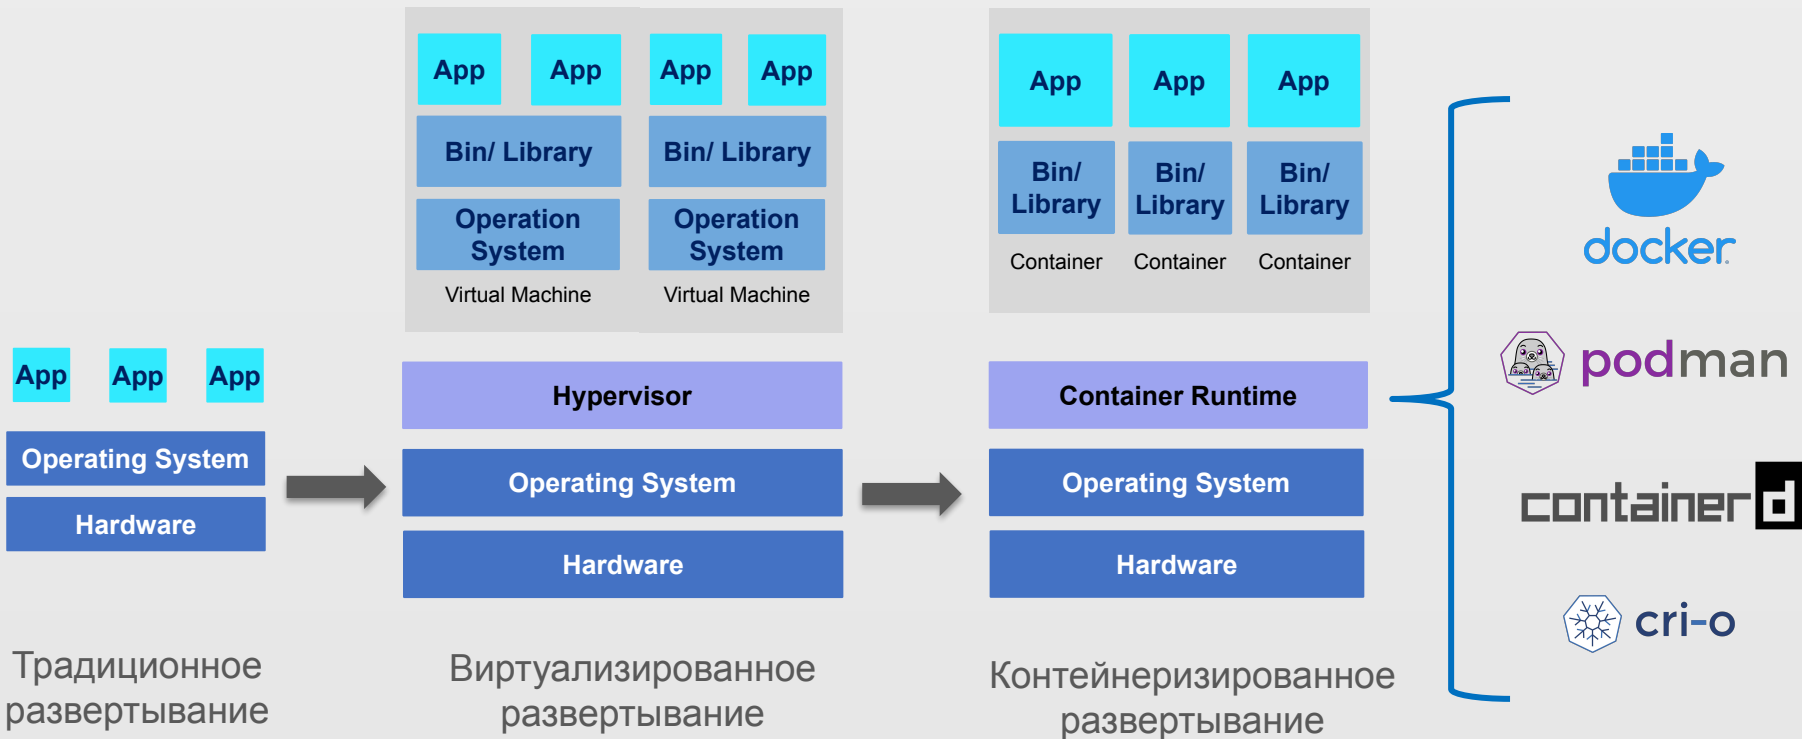 App
App
App
Operating System
Hardware
Традиционное
развертывание
App
App
App
App
Bin/ Library
Bin/ Library
Operation
System
Operation
System
Virtual Machine
Virtual Machine
Hypervisor
Operating System
Hardware
Виртуализированное
развертывание
App
App
App
Bin/
Library
Bin/
Library
Bin/
Library
Container
Container
Container
Container Runtime
Operating System
Hardware
Контейнеризированное
развертывание
docker
podman
containerd
cri-o